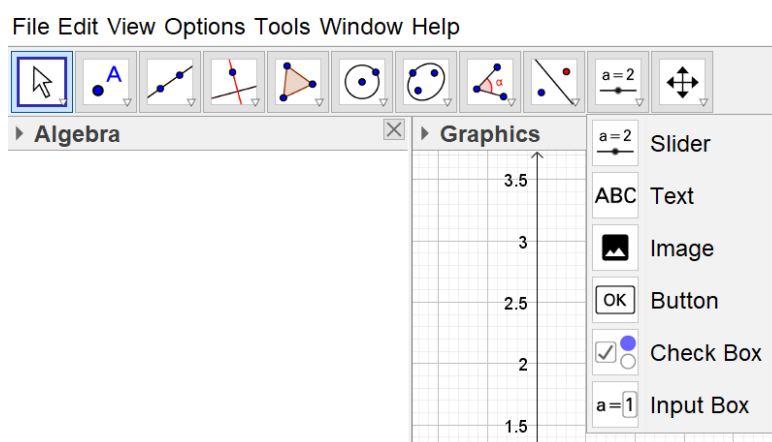 File Edit View Options Tools Window Help
A
α
a=2
Algebra
Graphics
a=2 Slider
ABC Text
Image
OK Button
Check Box
a=1 Input Box
3.5
3
2.5
2
1.5